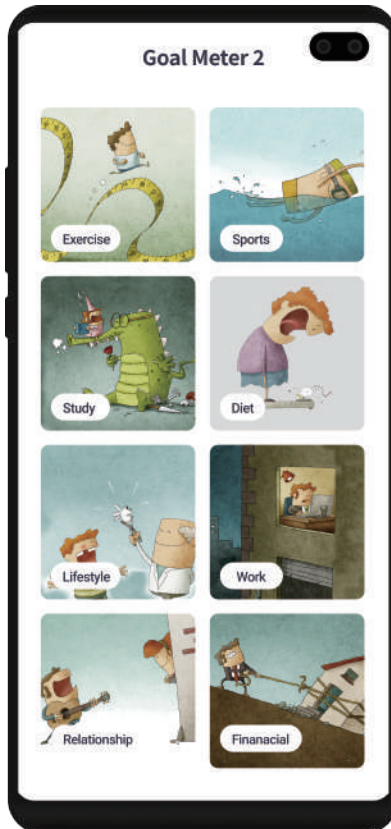 Goal Meter 2
Exercise
Sports
Study
Diet
Lifestyle
Work
Relationship
Finanacial